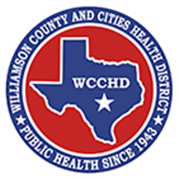 WILLIAMSON COUNTY AND CITIES HEALTH DISTRICT
WCCHD
PUBLIC HEALTH SINCE 1943